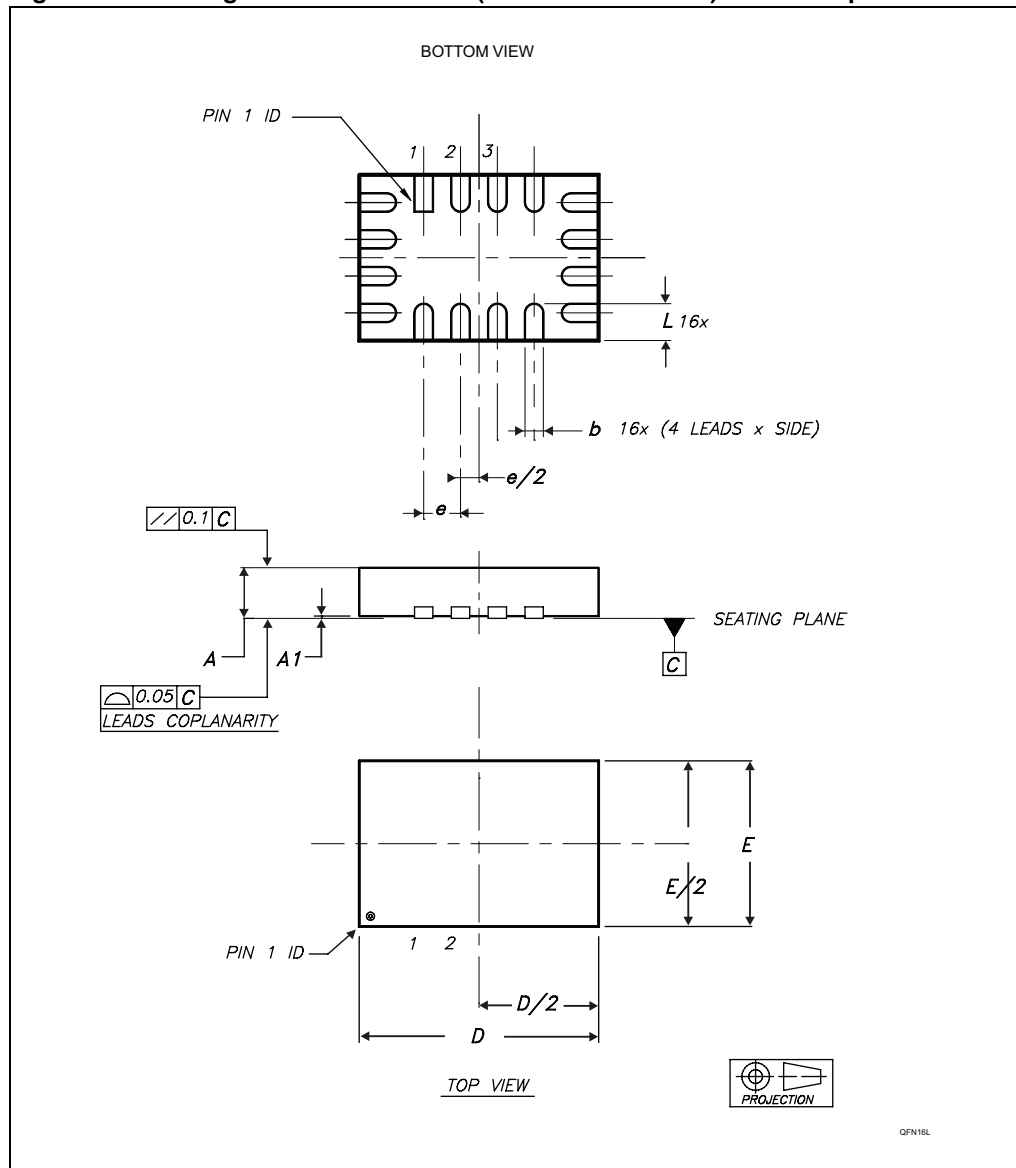 BOTTOM VIEW
PIN 1 ID
1 2 3
L 16x
b 16x (4 LEADS x SIDE)
e/2
e
// 0.1 C
SEATING PLANE
A A1
C
⌓ 0.05 C
LEADS COPLANARITY
E
E/2
PIN 1 ID
1 2
D/2
D
TOP VIEW
PROJECTION
QFN16L